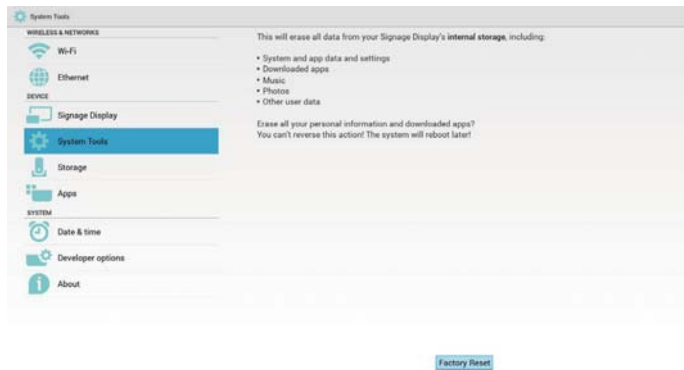 System Tools
WIRELESS & NETWORKS
Wi-Fi
Ethernet
DEVICE
Signage Display
System Tools
Storage
Apps
SYSTEM
Date & time
Developer options
About
This will erase all data from your Signage Display's internal storage, including:
• System and app data and settings
• Downloaded apps
• Music
• Photos
• Other user data
Erase all your personal information and downloaded apps?
You can't reverse this action! The system will reboot later!
Factory Reset